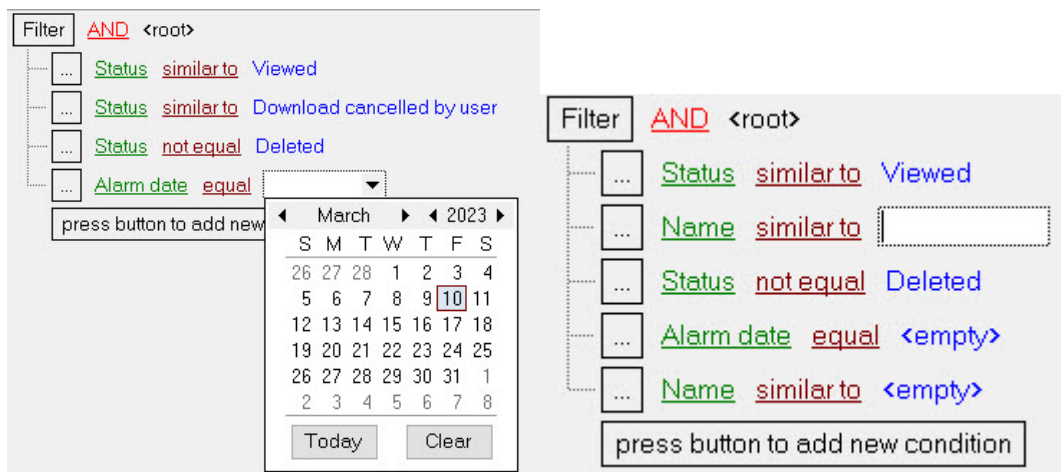 Filter AND <root>
... Status similar to Viewed
... Status similar to Download cancelled by user
... Status not equal Deleted
... Alarm date equal
press button to add new
March 2023
S M T W T F S
26 27 28 1 2 3 4
5 6 7 8 9 10 11
12 13 14 15 16 17 18
19 20 21 22 23 24 25
26 27 28 29 30 31 1
2 3 4 5 6 7 8
Today Clear
Filter AND <root>
... Status similar to Viewed
... Name similar to
... Status not equal Deleted
... Alarm date equal <empty>
... Name similar to <empty>
press button to add new condition